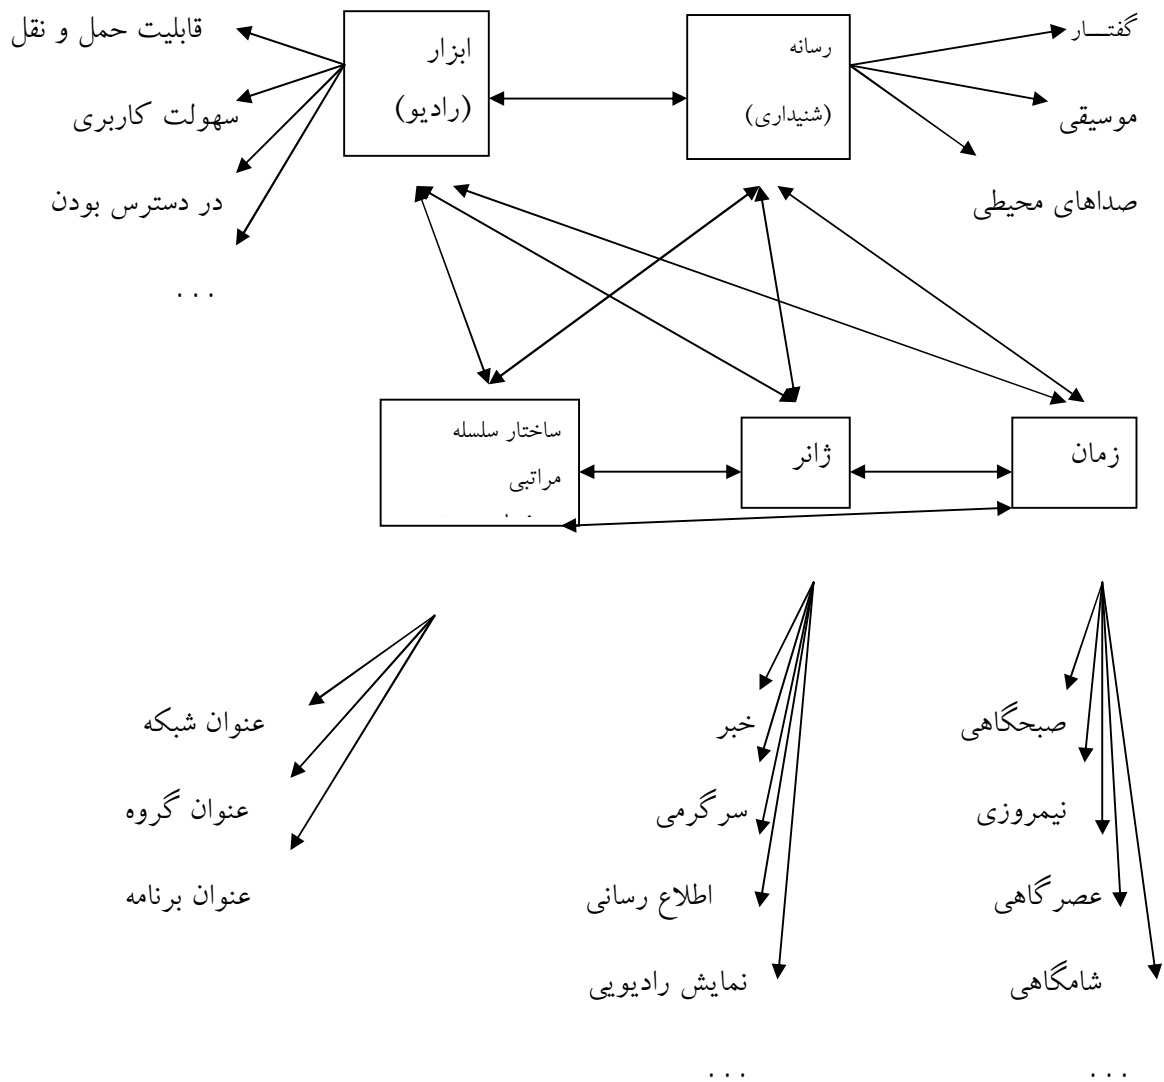 گفتــار
موسیقی
صداهای محیطی
رسانه
(شنیداری)
ابزار
(رادیو)
قابلیت حمل و نقل
سهولت کاربری
در دسترس بودن
. . .
زمان
ژانر
ساختار سلسله
مراتبی
صبحگاهی
نیمروزی
عصرگاهی
شامگاهی
. . .
خبر
سرگرمی
اطلاع رسانی
نمایش رادیویی
. . .
عنوان شبکه
عنوان گروه
عنوان برنامه